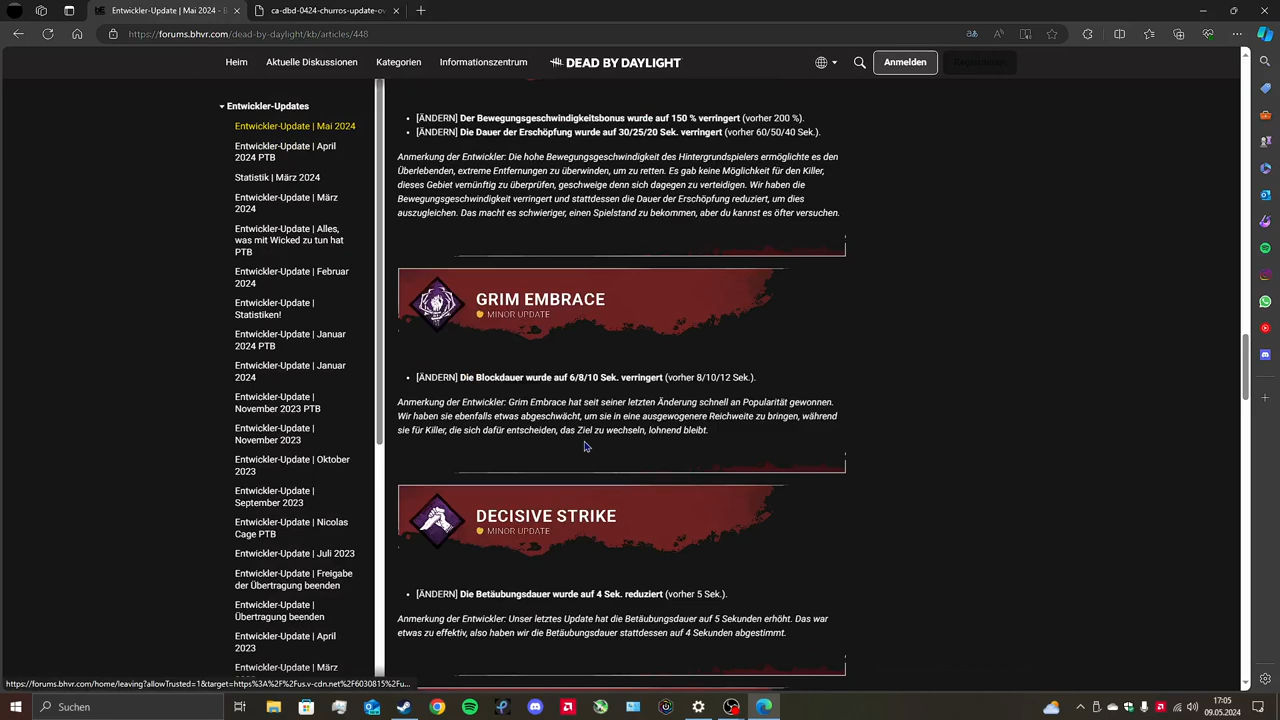 Entwickler-Update | Mai 2024 - B
ca-dbd-0424-churros-update-ov
https://forums.bhvr.com/dead-by-daylight/kb/articles/448
Heim
Aktuelle Diskussionen
Kategorien
Informationszentrum
DEAD BY DAYLIGHT
Anmelden
Registrieren
Entwickler-Updates
Entwickler-Update | Mai 2024
Entwickler-Update | April
2024 PTB
Statistik | März 2024
Entwickler-Update | März
2024
Entwickler-Update | Alles,
was mit Wicked zu tun hat
PTB
Entwickler-Update | Februar
2024
Entwickler-Update |
Statistiken!
Entwickler-Update | Januar
2024 PTB
Entwickler-Update | Januar
2024
Entwickler-Update |
November 2023 PTB
Entwickler-Update |
November 2023
Entwickler-Update | Oktober
2023
Entwickler-Update |
September 2023
Entwickler-Update | Nicolas
Cage PTB
Entwickler-Update | Juli 2023
Entwickler-Update | Freigabe
der Übertragung beenden
Entwickler-Update |
Übertragung beenden
Entwickler-Update | April
2023
Entwickler-Update | März
• [ÄNDERN] Der Bewegungsgeschwindigkeitsbonus wurde auf 150 % verringert (vorher 200 %).
• [ÄNDERN] Die Dauer der Erschöpfung wurde auf 30/25/20 Sek. verringert (vorher 60/50/40 Sek.).
Anmerkung der Entwickler: Die hohe Bewegungsgeschwindigkeit des Hintergrundspielers ermöglichte es den
Überlebenden, extreme Entfernungen zu überwinden, um zu retten. Es gab keine Möglichkeit für den Killer,
dieses Gebiet vernünftig zu überprüfen, geschweige denn sich dagegen zu verteidigen. Wir haben die
Bewegungsgeschwindigkeit verringert und stattdessen die Dauer der Erschöpfung reduziert, um dies
auszugleichen. Das macht es schwieriger, einen Spielstand zu bekommen, aber du kannst es öfter versuchen.
GRIM EMBRACE
MINOR UPDATE
• [ÄNDERN] Die Blockdauer wurde auf 6/8/10 Sek. verringert (vorher 8/10/12 Sek.).
Anmerkung der Entwickler: Grim Embrace hat seit seiner letzten Änderung schnell an Popularität gewonnen.
Wir haben sie ebenfalls etwas abgeschwächt, um sie in eine ausgewogenere Reichweite zu bringen, während
sie für Killer, die sich dafür entscheiden, das Ziel zu wechseln, lohnend bleibt.
DECISIVE STRIKE
MINOR UPDATE
• [ÄNDERN] Die Betäubungsdauer wurde auf 4 Sek. reduziert (vorher 5 Sek.).
Anmerkung der Entwickler: Unser letztes Update hat die Betäubungsdauer auf 5 Sekunden erhöht. Das war
etwas zu effektiv, also haben wir die Betäubungsdauer stattdessen auf 4 Sekunden abgestimmt.
https://forums.bhvr.com/home/leaving?allowTrusted=1&target=https%3A%2F%2Fus.v-cdn.net%2F6030815%2Fu...
Suchen
17:05
09.05.2024